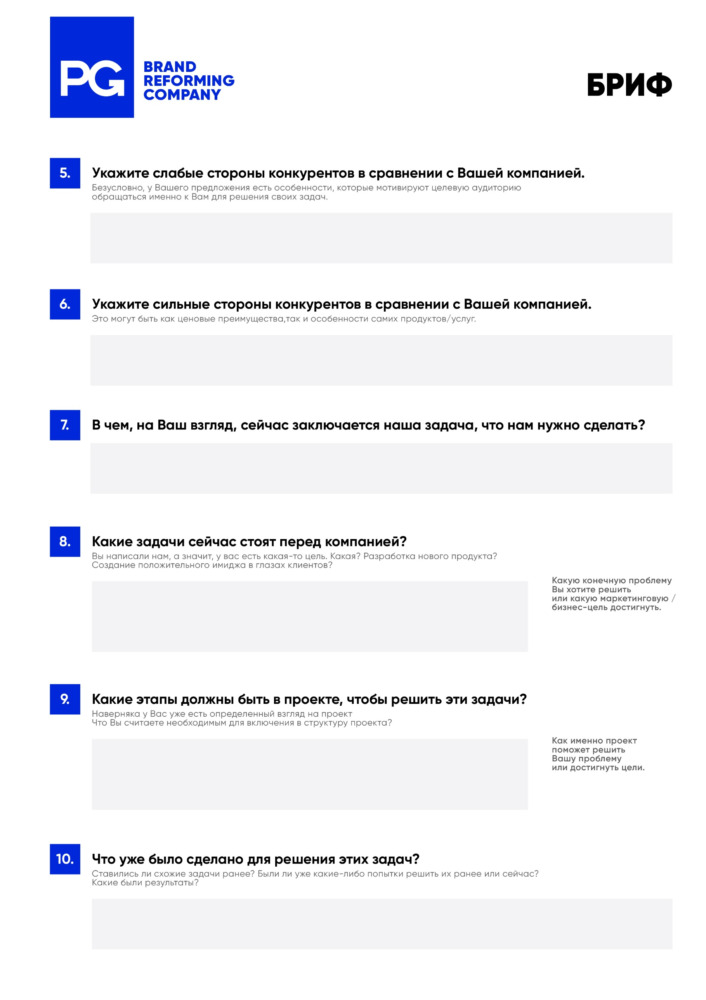 PG
BRAND
REFORMING
COMPANY
БРИФ
5.
Укажите слабые стороны конкурентов в сравнении с Вашей компанией.
Безусловно, у Вашего предложения есть особенности, которые мотивируют целевую аудиторию
обращаться именно к Вам для решения своих задач.
6.
Укажите сильные стороны конкурентов в сравнении с Вашей компанией.
Это могут быть как ценовые преимущества,так и особенности самих продуктов/услуг.
7.
В чем, на Ваш взгляд, сейчас заключается наша задача, что нам нужно сделать?
8.
Какие задачи сейчас стоят перед компанией?
Вы написали нам, а значит, у вас есть какая-то цель. Какая? Разработка нового продукта?
Создание положительного имиджа в глазах клиентов?
Какую конечную проблему
Вы хотите решить
или какую маркетинговую /
бизнес-цель достигнуть.
9.
Какие этапы должны быть в проекте, чтобы решить эти задачи?
Наверняка у Вас уже есть определенный взгляд на проект
Что Вы считаете необходимым для включения в структуру проекта?
Как именно проект
поможет решить
Вашу проблему
или достигнуть цели.
10.
Что уже было сделано для решения этих задач?
Ставились ли схожие задачи ранее? Были ли уже какие-либо попытки решить их ранее или сейчас?
Какие были результаты?